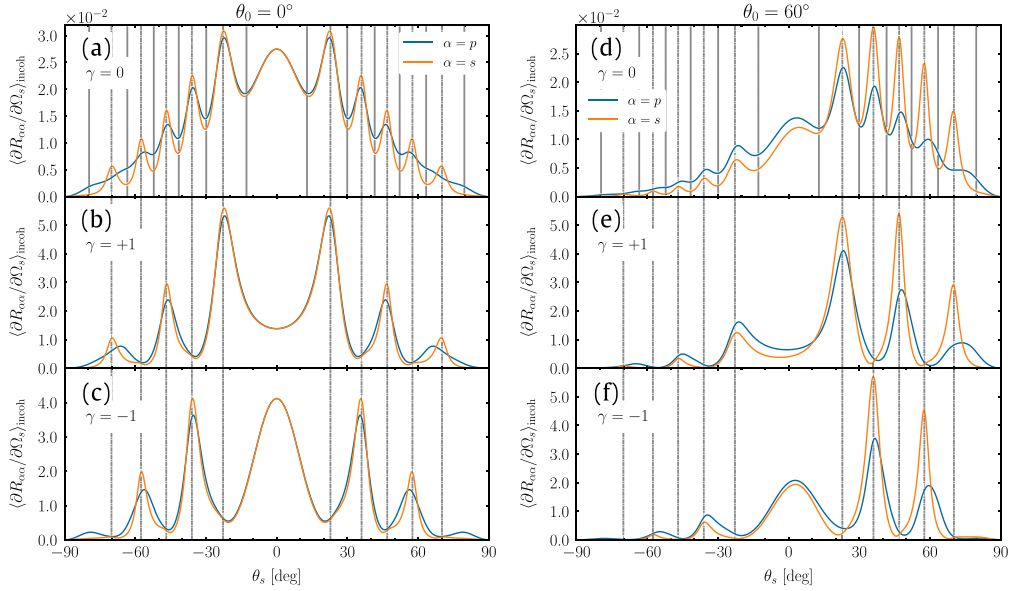 θ₀ = 0°
×10⁻²
(a)
γ = 0
α = p
α = s
3.0
2.5
2.0
1.5
1.0
0.5
0.0
⟨∂R_αα/∂Ω_s⟩_incoh
(b)
γ = +1
5.0
4.0
3.0
2.0
1.0
0.0
⟨∂R_αα/∂Ω_s⟩_incoh
(c)
γ = −1
4.0
3.0
2.0
1.0
0.0
⟨∂R_αα/∂Ω_s⟩_incoh
−90 −60 −30 0 30 60 90
θ_s [deg]
θ₀ = 60°
×10⁻²
(d)
γ = 0
α = p
α = s
2.5
2.0
1.5
1.0
0.5
0.0
⟨∂R_αα/∂Ω_s⟩_incoh
(e)
γ = +1
5.0
4.0
3.0
2.0
1.0
0.0
⟨∂R_αα/∂Ω_s⟩_incoh
(f)
γ = −1
5.0
4.0
3.0
2.0
1.0
0.0
⟨∂R_αα/∂Ω_s⟩_incoh
−90 −60 −30 0 30 60 90
θ_s [deg]